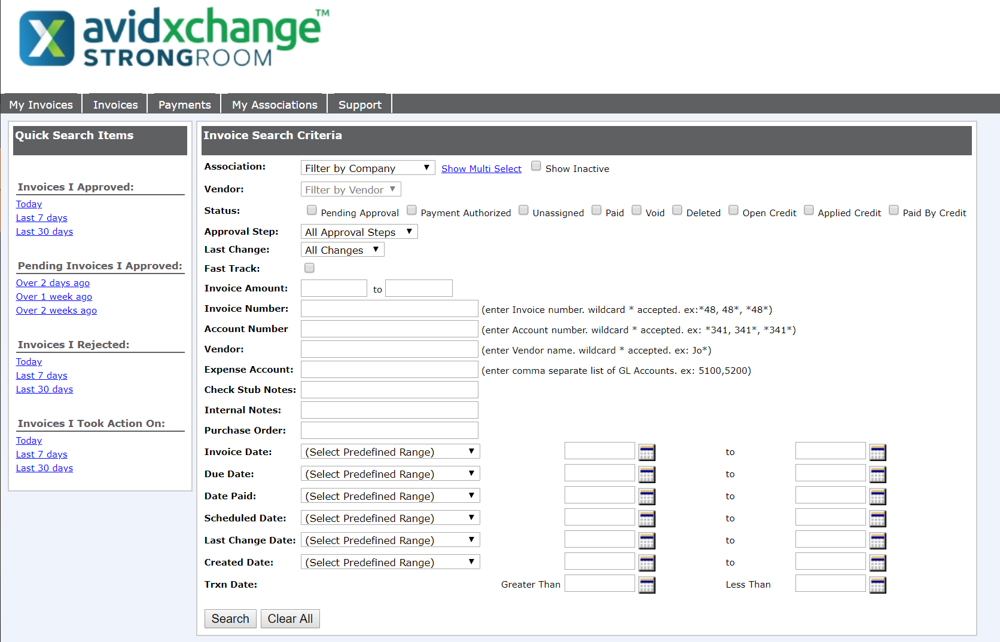 avidxchange™
STRONGROOM
My Invoices Invoices Payments My Associations Support
Quick Search Items
Invoices I Approved:
Today
Last 7 days
Last 30 days
Pending Invoices I Approved:
Over 2 days ago
Over 1 week ago
Over 2 weeks ago
Invoices I Rejected:
Today
Last 7 days
Last 30 days
Invoices I Took Action On:
Today
Last 7 days
Last 30 days
Invoice Search Criteria
Association: Filter by Company Show Multi Select Show Inactive
Vendor: Filter by Vendor
Status: Pending Approval Payment Authorized Unassigned Paid Void Deleted Open Credit Applied Credit Paid By Credit
Approval Step: All Approval Steps
Last Change: All Changes
Fast Track:
Invoice Amount: to
Invoice Number: (enter Invoice number. wildcard * accepted. ex:*48, 48*, *48*)
Account Number (enter Account number. wildcard * accepted. ex: *341, 341*, *341*)
Vendor: (enter Vendor name. wildcard * accepted. ex: Jo*)
Expense Account: (enter comma separate list of GL Accounts. ex: 5100,5200)
Check Stub Notes:
Internal Notes:
Purchase Order:
Invoice Date: (Select Predefined Range) to
Due Date: (Select Predefined Range) to
Date Paid: (Select Predefined Range) to
Scheduled Date: (Select Predefined Range) to
Last Change Date: (Select Predefined Range) to
Created Date: (Select Predefined Range) to
Trxn Date: Greater Than Less Than
Search Clear All